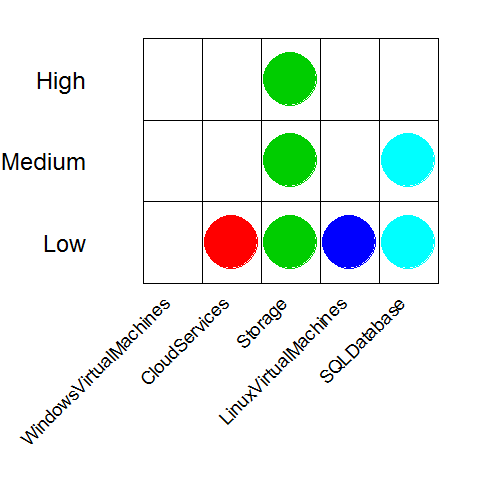 High
Medium
Low
WindowsVirtualMachines
CloudServices
Storage
LinuxVirtualMachines
SQLDatabase